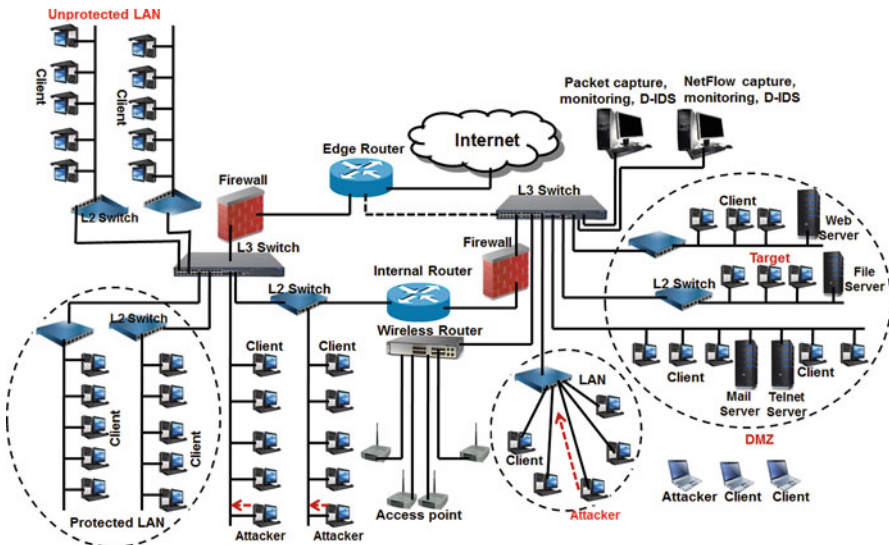 Unprotected LAN
Client
Client
L2 Switch
Firewall
Edge Router
Internet
Packet capture,
monitoring, D-IDS
NetFlow capture,
monitoring, D-IDS
L3 Switch
L3 Switch
Firewall
Internal Router
L2 Switch
Wireless Router
Client
Web
Server
Target
File
Server
L2 Switch
Client
Client
Mail
Server
Telnet
Server
DMZ
L2 Switch
Client
Client
Protected LAN
Client
Client
Attacker
Attacker
Access point
LAN
Client
Attacker
Attacker
Client
Client